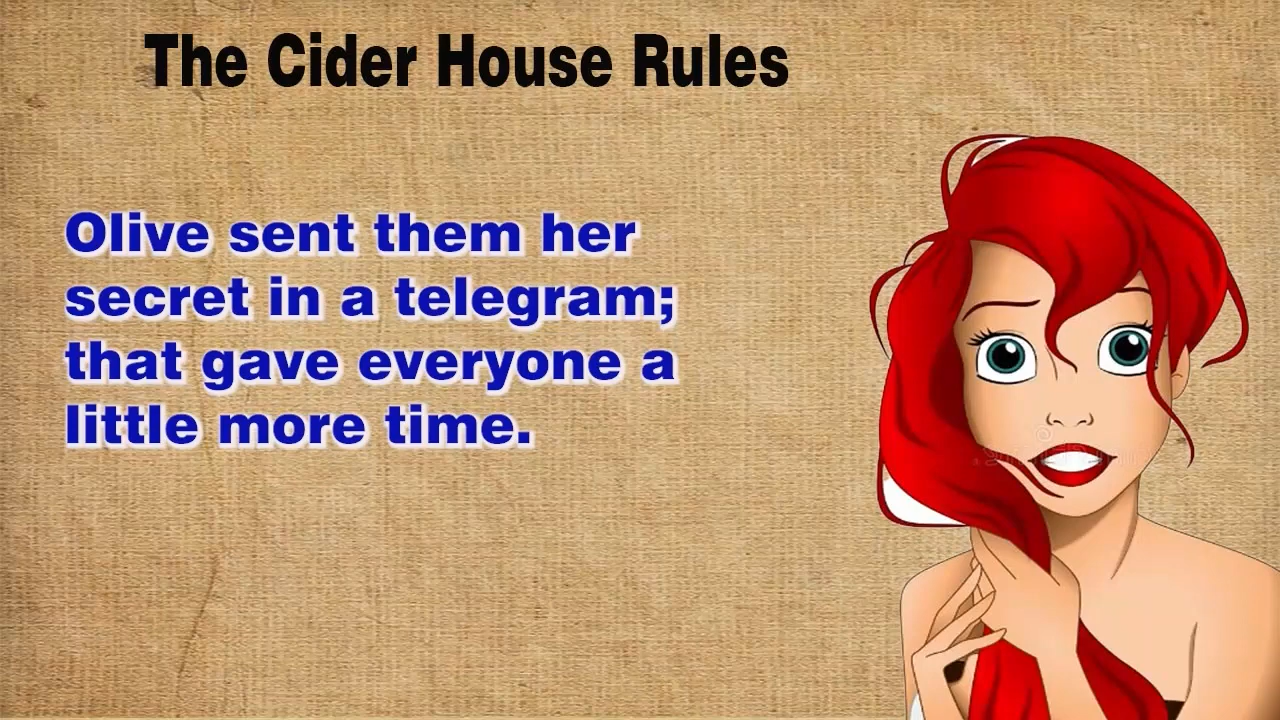 The Cider House Rules
Olive sent them her
secret in a telegram;
that gave everyone a
little more time.